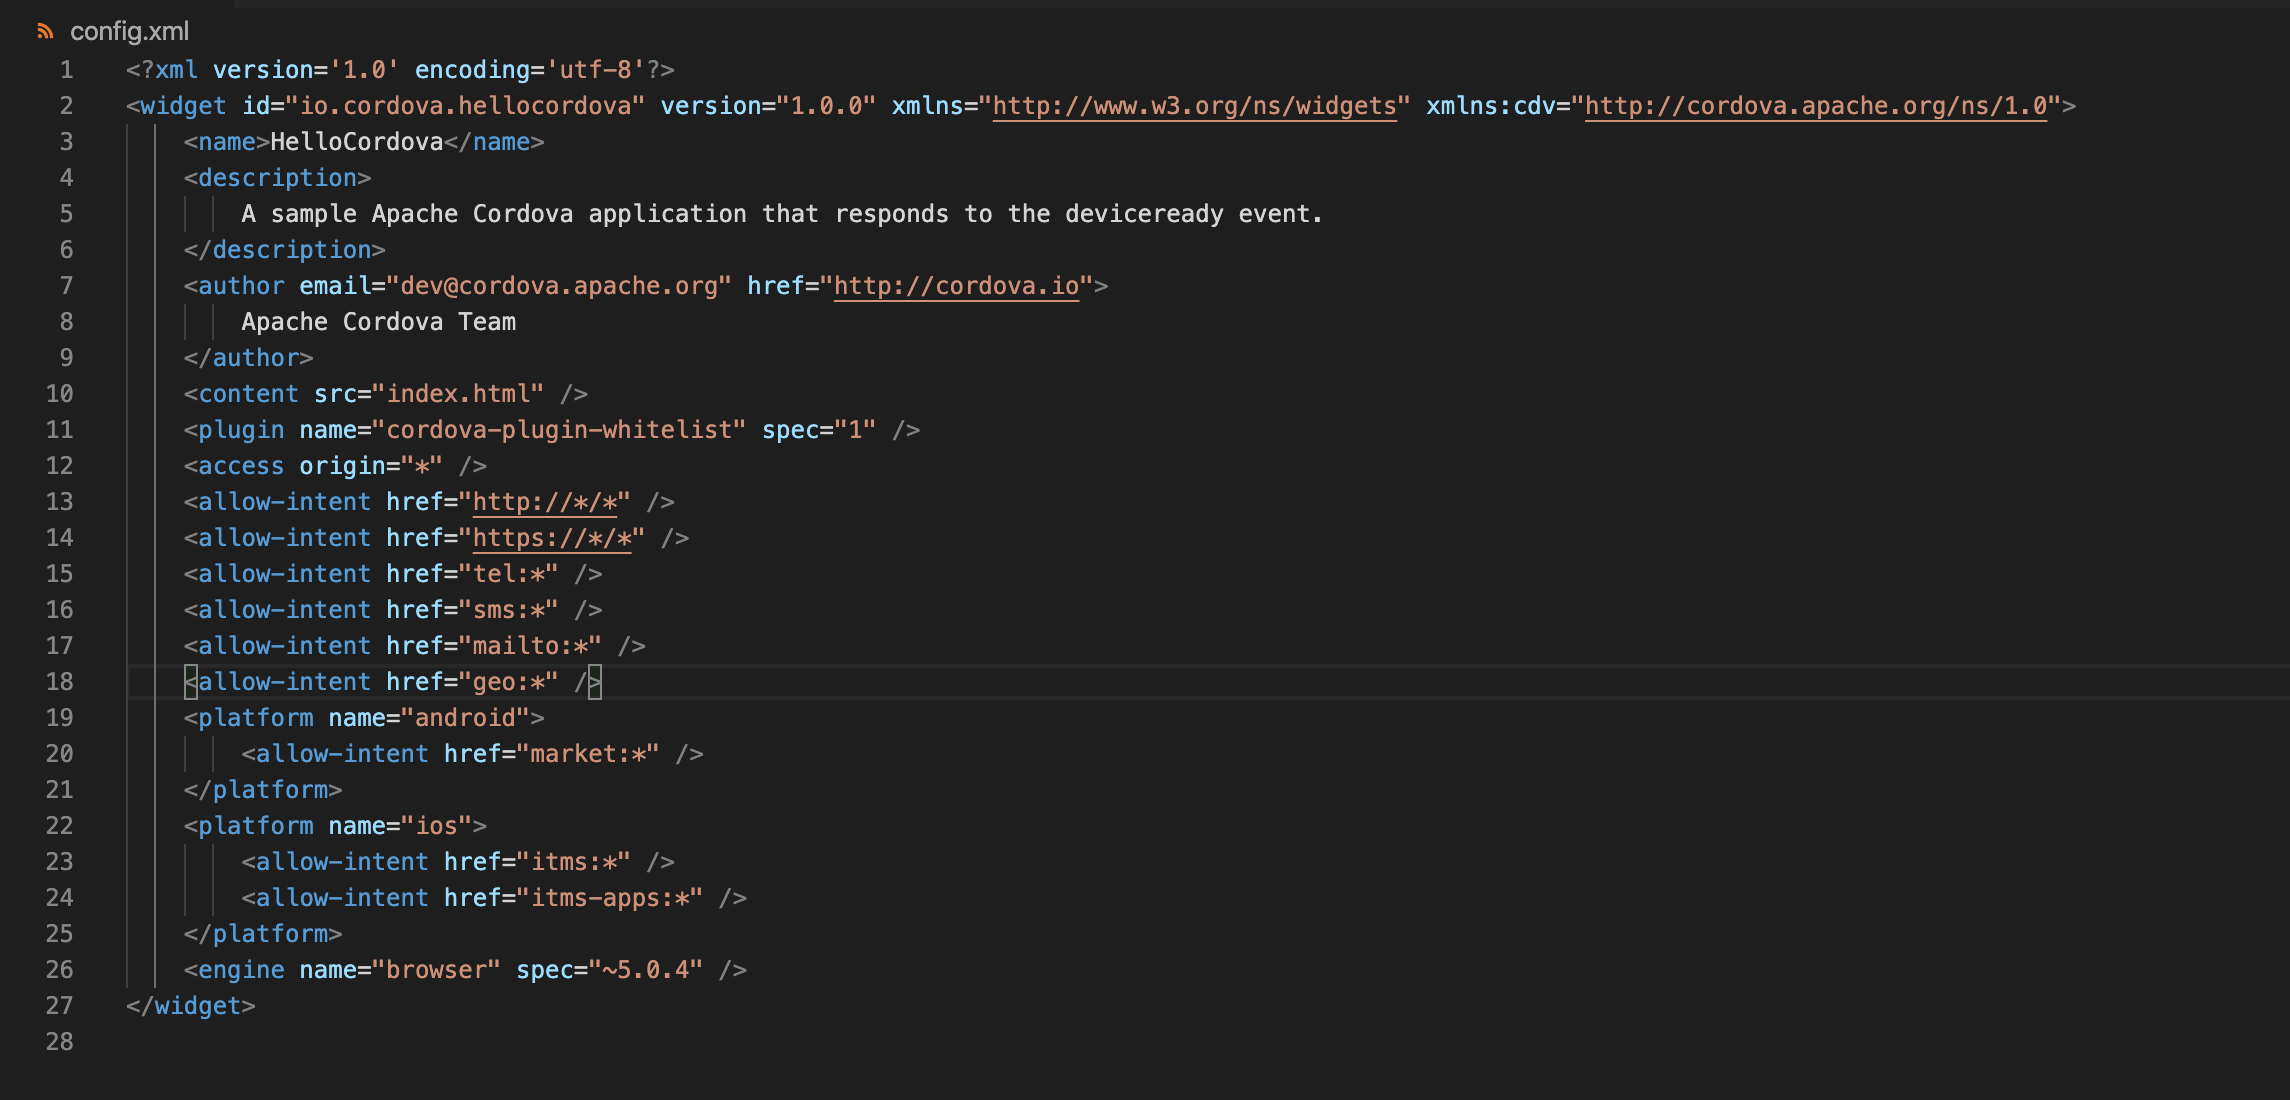 config.xml
1 <?xml version='1.0' encoding='utf-8'?>
2 <widget id="io.cordova.hellocordova" version="1.0.0" xmlns="http://www.w3.org/ns/widgets" xmlns:cdv="http://cordova.apache.org/ns/1.0">
3     <name>HelloCordova</name>
4     <description>
5         A sample Apache Cordova application that responds to the deviceready event.
6     </description>
7     <author email="dev@cordova.apache.org" href="http://cordova.io">
8         Apache Cordova Team
9     </author>
10     <content src="index.html" />
11     <plugin name="cordova-plugin-whitelist" spec="1" />
12     <access origin="*" />
13     <allow-intent href="http://*/*" />
14     <allow-intent href="https://*/*" />
15     <allow-intent href="tel:*" />
16     <allow-intent href="sms:*" />
17     <allow-intent href="mailto:*" />
18     <allow-intent href="geo:*" />
19     <platform name="android">
20         <allow-intent href="market:*" />
21     </platform>
22     <platform name="ios">
23         <allow-intent href="itms:*" />
24         <allow-intent href="itms-apps:*" />
25     </platform>
26     <engine name="browser" spec="~5.0.4" />
27 </widget>
28